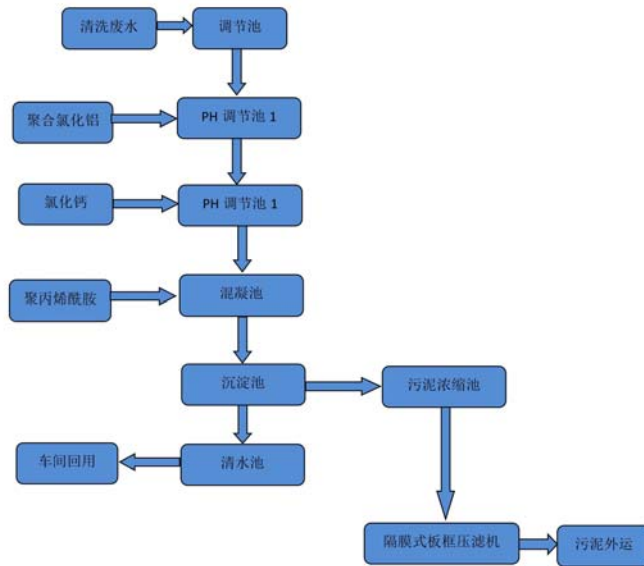 清洗废水
调节池
聚合氯化铝
PH 调节池 1
氯化钙
PH 调节池 1
聚丙烯酰胺
混凝池
沉淀池
污泥浓缩池
车间回用
清水池
隔膜式板框压滤机
污泥外运